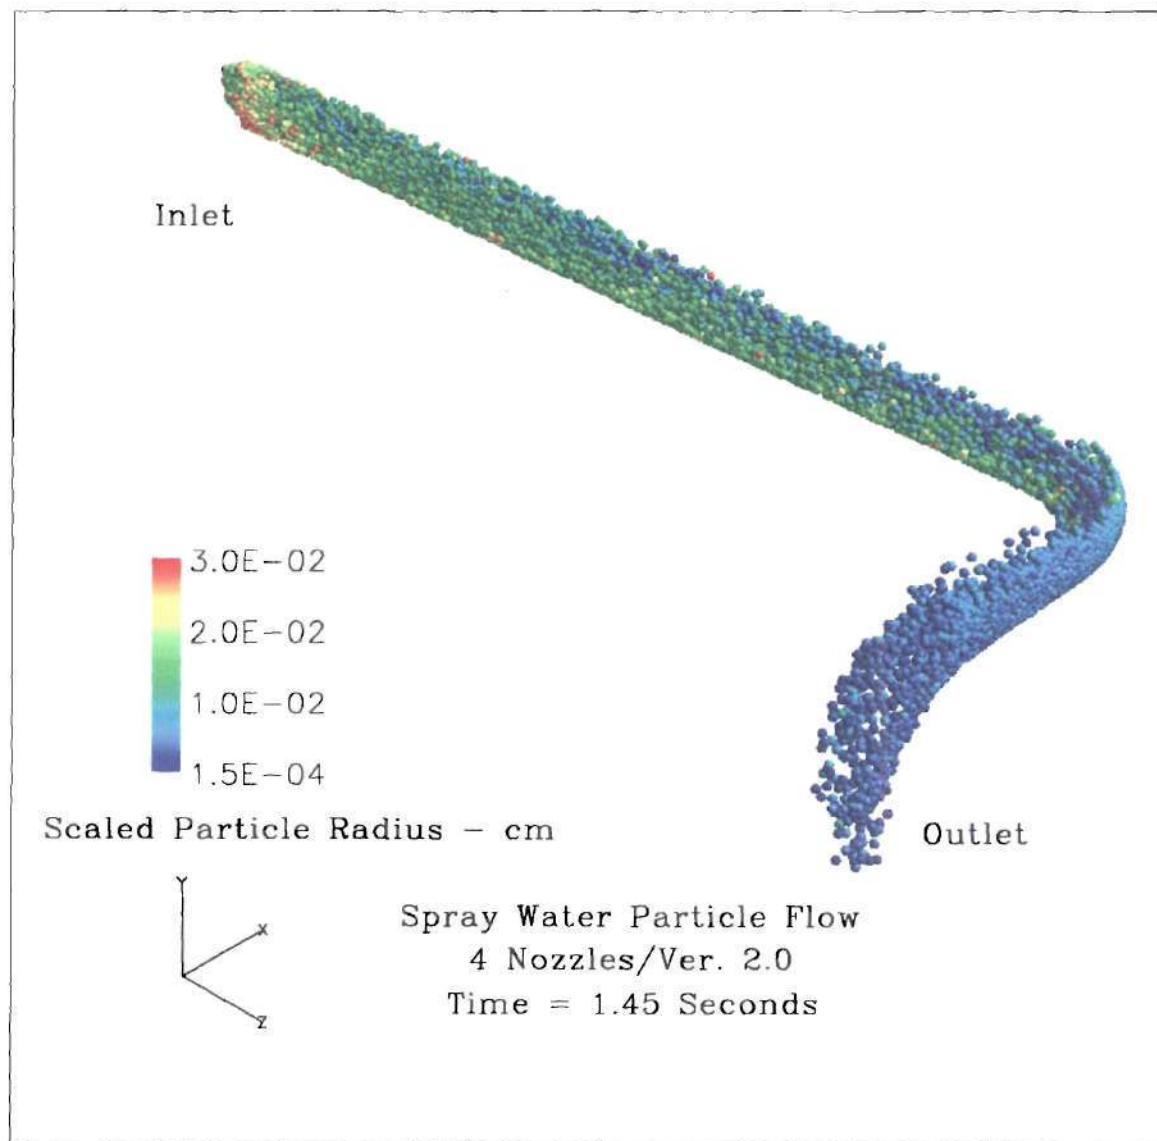 Inlet
3.0E-02
2.0E-02
1.0E-02
1.5E-04
Scaled Particle Radius - cm
Outlet
Y
X
Z
Spray Water Particle Flow
4 Nozzles/Ver. 2.0
Time = 1.45 Seconds